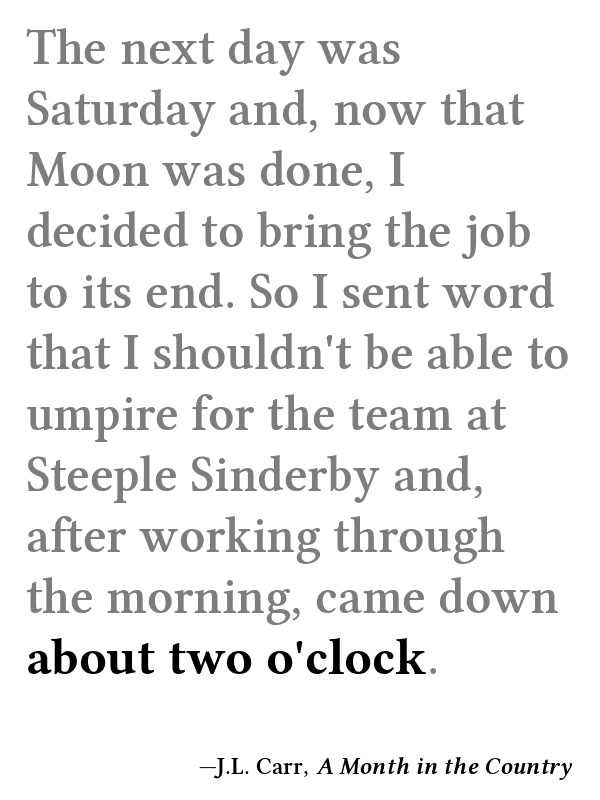 The next day was
Saturday and, now that
Moon was done, I
decided to bring the job
to its end. So I sent word
that I shouldn't be able to
umpire for the team at
Steeple Sinderby and,
after working through
the morning, came down
about two o'clock.
—J.L. Carr, A Month in the Country